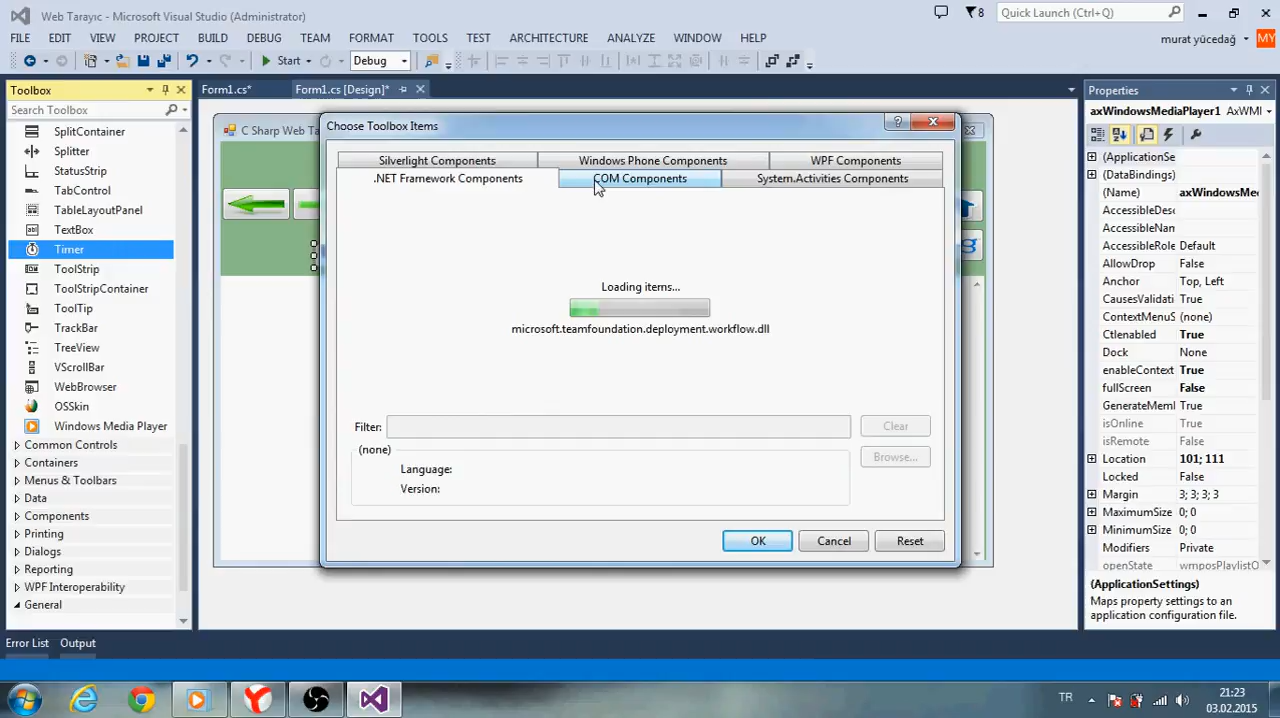 Web Tarayıc - Microsoft Visual Studio (Administrator)
8
Quick Launch (Ctrl+Q)
FILE EDIT VIEW PROJECT BUILD DEBUG TEAM FORMAT TOOLS TEST ARCHITECTURE ANALYZE WINDOW HELP
murat yücedağ
MY
Start
Debug
Toolbox
Form1.cs*
Form1.cs [Design]*
Properties
Search Toolbox
axWindowsMediaPlayer1 AxWMI
SplitContainer
Splitter
StatusStrip
TabControl
TableLayoutPanel
TextBox
Timer
ToolStrip
ToolStripContainer
ToolTip
TrackBar
TreeView
VScrollBar
WebBrowser
OSSkin
Windows Media Player
Common Controls
Containers
Menus & Toolbars
Data
Components
Printing
Dialogs
Reporting
WPF Interoperability
General
C Sharp Web Ta
Choose Toolbox Items
Silverlight Components
Windows Phone Components
WPF Components
.NET Framework Components
COM Components
System.Activities Components
Loading items...
microsoft.teamfoundation.deployment.workflow.dll
Filter:
Clear
(none)
Browse...
Language:
Version:
OK
Cancel
Reset
(ApplicationSe
(DataBindings)
(Name) axWindowsMe
AccessibleDes
AccessibleNam
AccessibleRole Default
AllowDrop False
Anchor Top, Left
CausesValidati True
ContextMenuS (none)
Ctlenabled True
Dock None
enableContext True
fullScreen False
GenerateMeml True
isOnline True
isRemote False
Location 101; 111
Locked False
Margin 3; 3; 3; 3
MaximumSize 0; 0
MinimumSize 0; 0
Modifiers Private
openState wmposPlaylistO
(ApplicationSettings)
Maps property settings to an
application configuration file.
Error List
Output
TR
21:23
03.02.2015